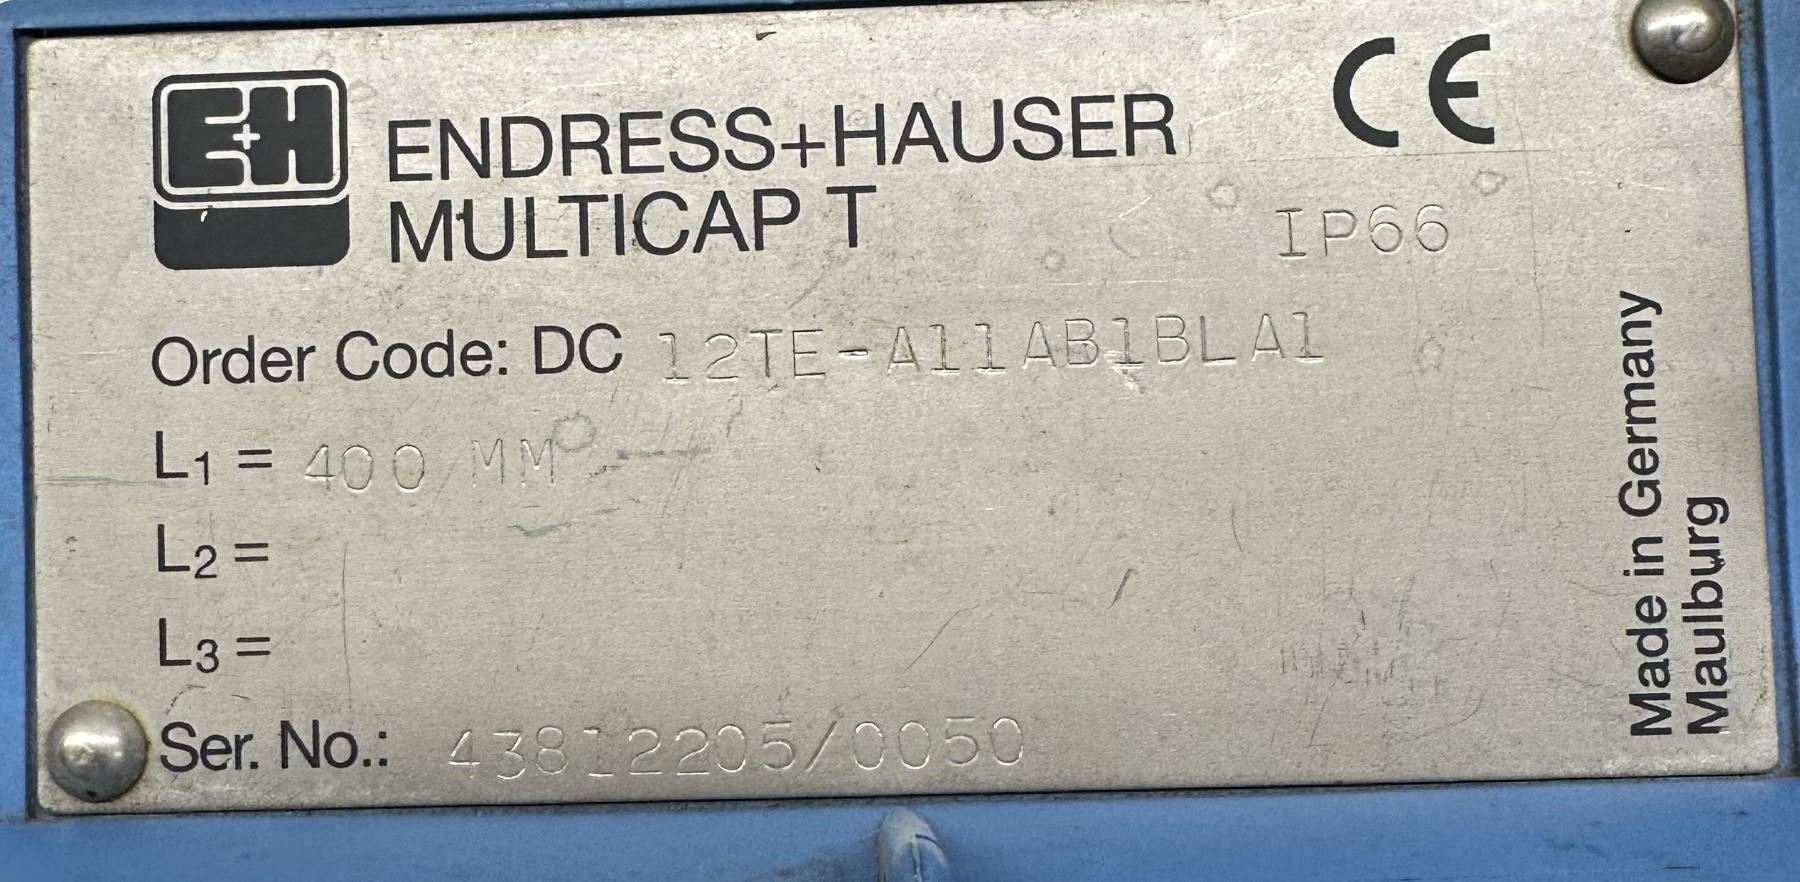 E+H
ENDRESS+HAUSER
MULTICAP T
CE
IP66
Order Code: DC 12TE-A11AB1BLA1
L1 = 400 MM
L2 =
L3 =
Ser. No.: 43812205/0050
Made in Germany
Maulburg